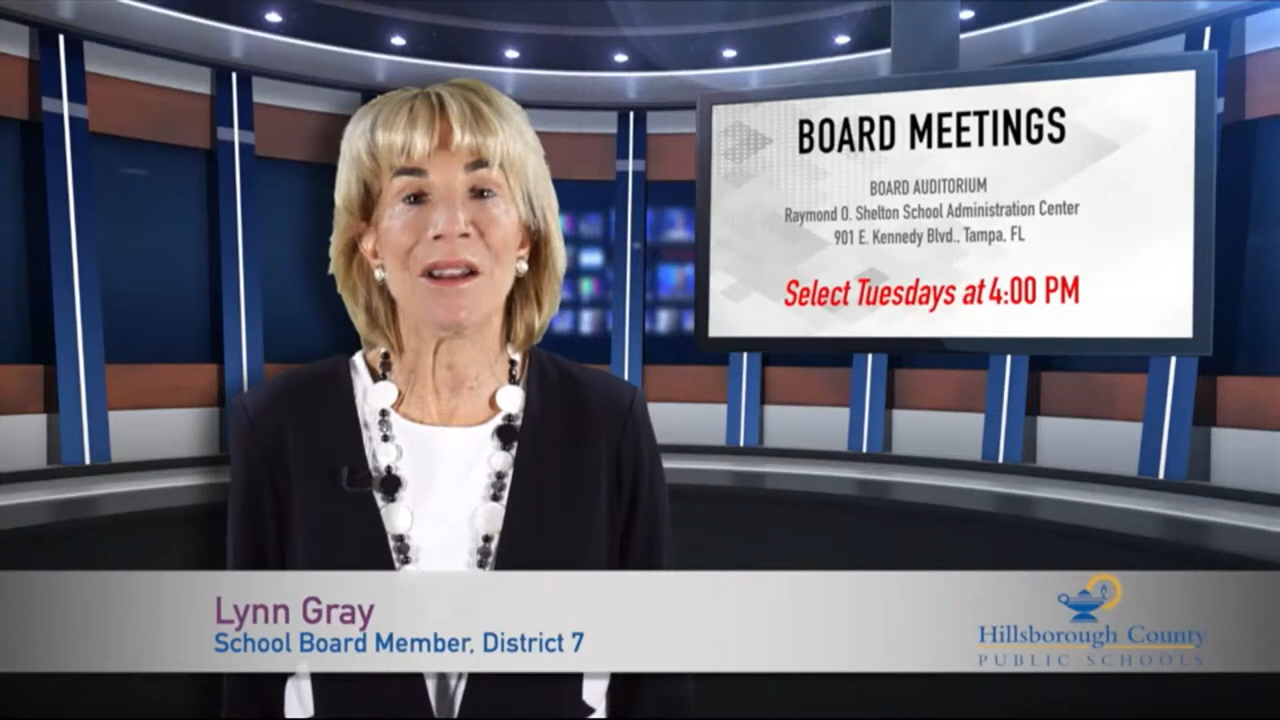 BOARD MEETINGS
BOARD AUDITORIUM
Raymond O. Shelton School Administration Center
901 E. Kennedy Blvd., Tampa, FL
Select Tuesdays at 4:00 PM
Lynn Gray
School Board Member, District 7
Hillsborough County
PUBLIC SCHOOLS